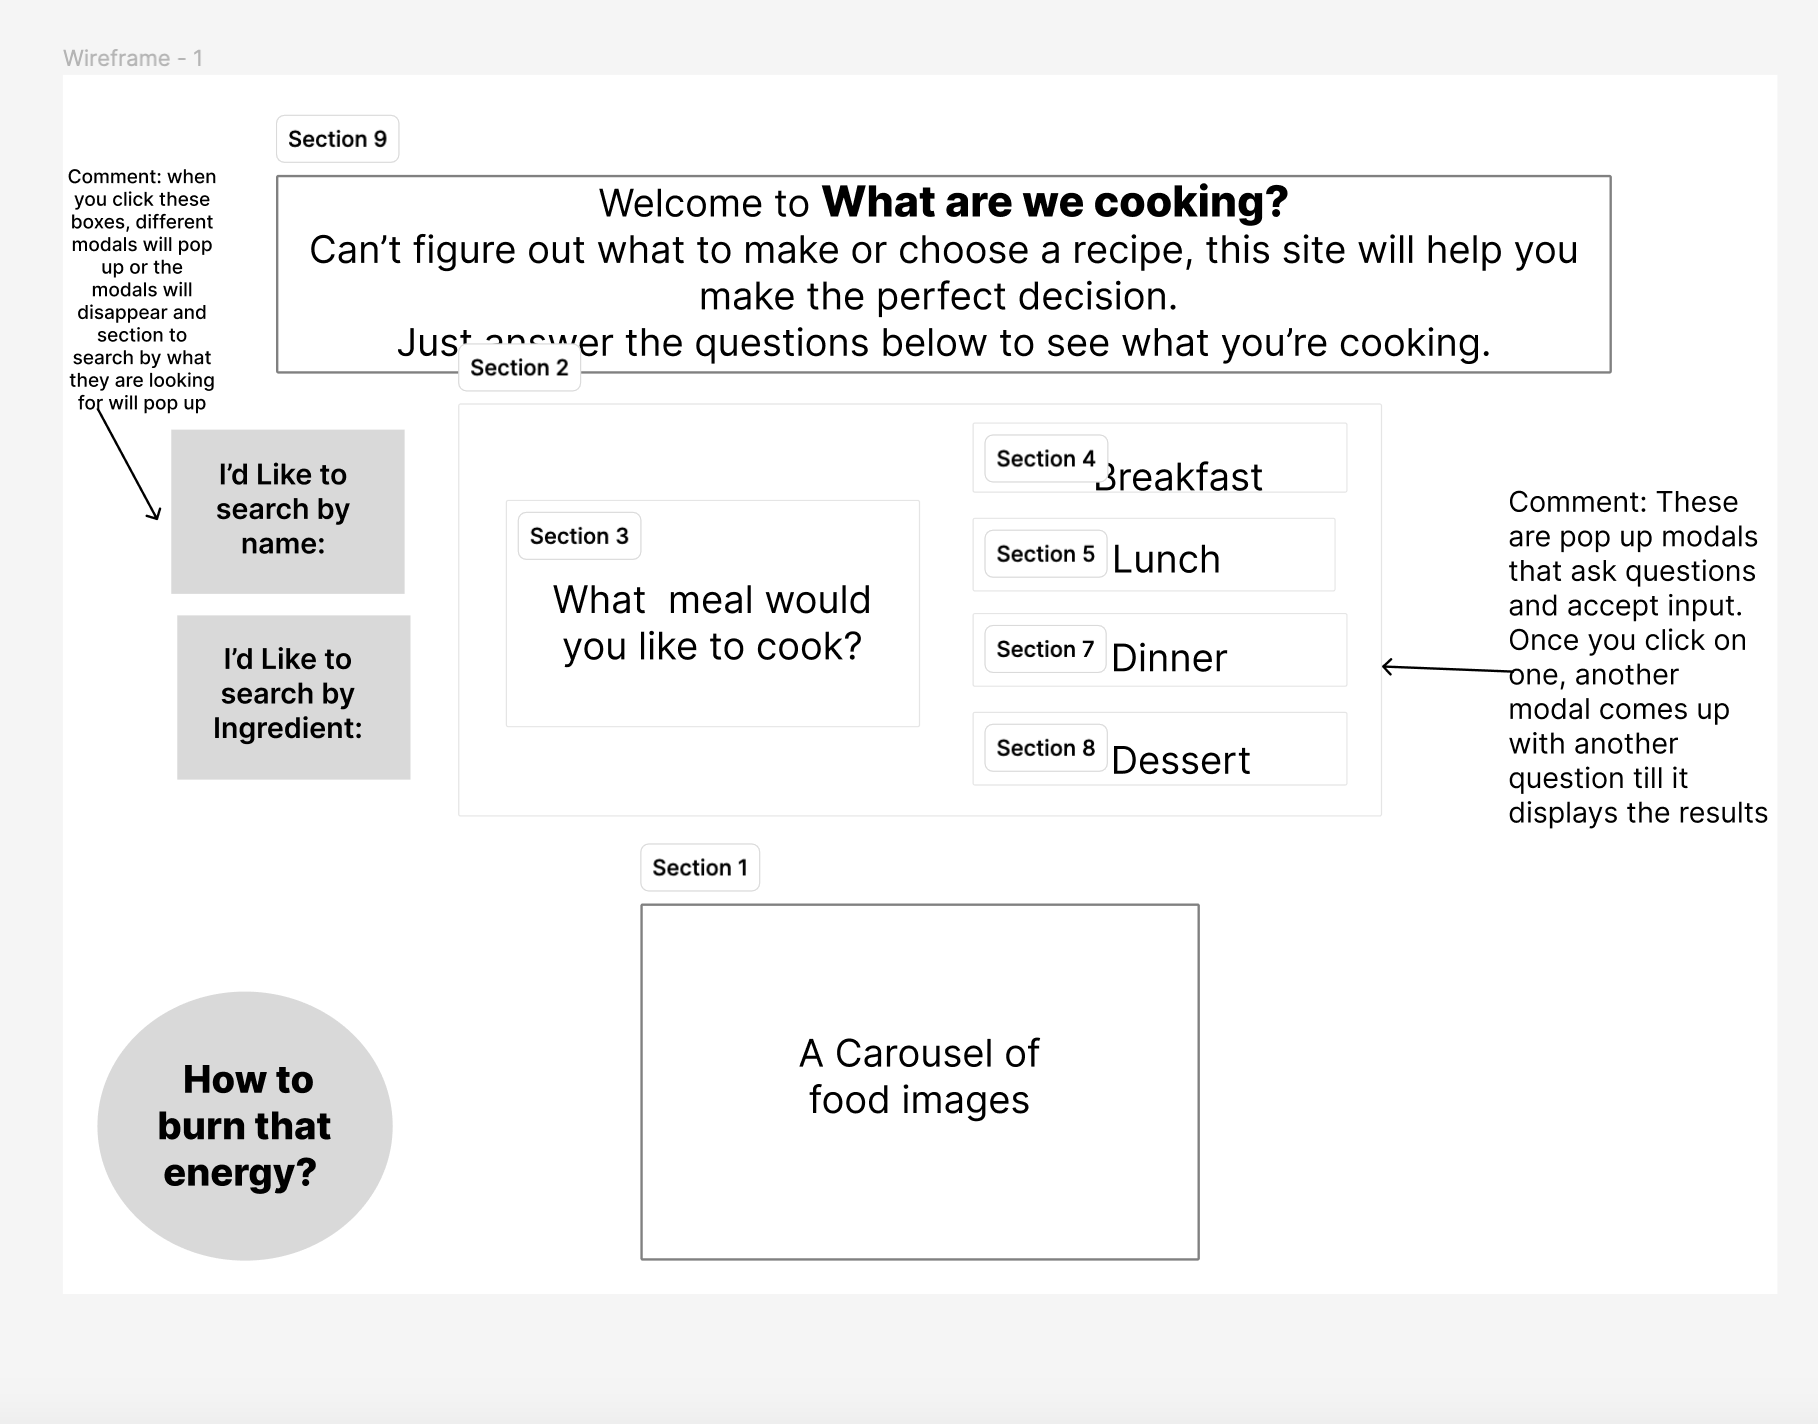 Wireframe - 1
Section 9
Welcome to What are we cooking?
Can’t figure out what to make or choose a recipe, this site will help you
make the perfect decision.
Just answer the questions below to see what you’re cooking.
Comment: when
you click these
boxes, different
modals will pop
up or the
modals will
disappear and
section to
search by what
they are looking
for will pop up
I’d Like to
search by
name:
I’d Like to
search by
Ingredient:
Section 2
Section 3
What  meal would
you like to cook?
Section 4
Breakfast
Section 5
Lunch
Section 7
Dinner
Section 8
Dessert
Comment: These
are pop up modals
that ask questions
and accept input.
Once you click on
one, another
modal comes up
with another
question till it
displays the results
Section 1
A Carousel of
food images
How to
burn that
energy?